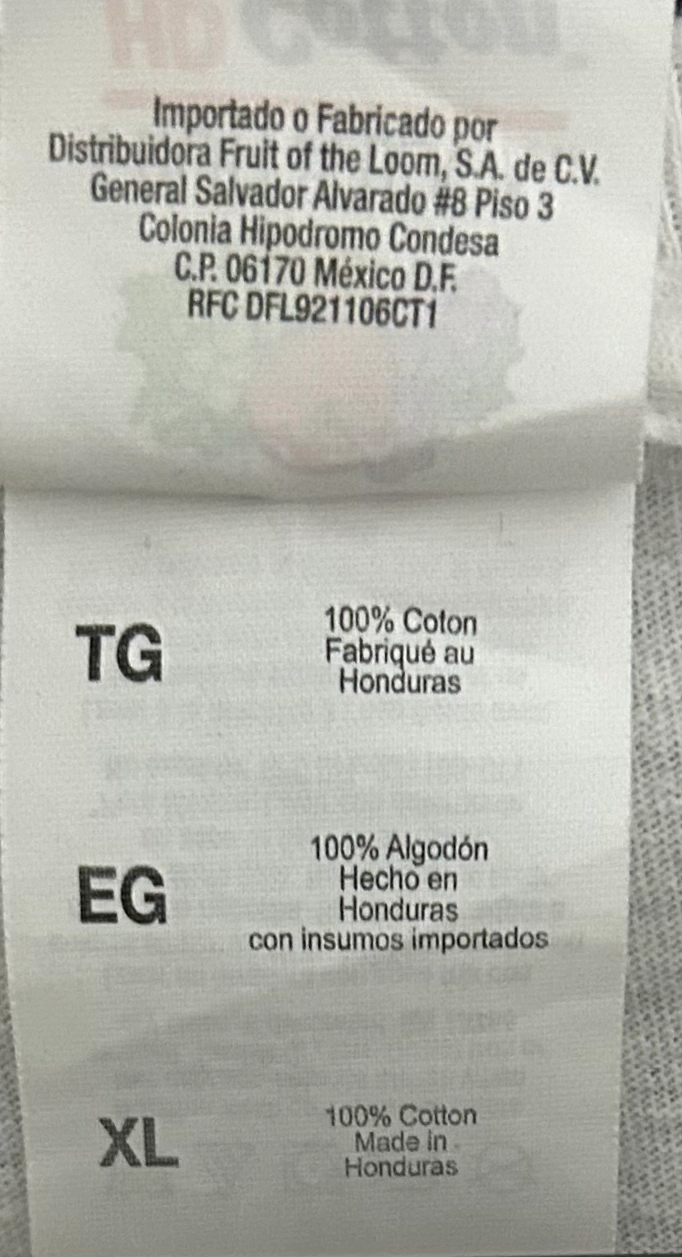 Importado o Fabricado por
Distribuidora Fruit of the Loom, S.A. de C.V.
General Salvador Alvarado #8 Piso 3
Colonia Hipodromo Condesa
C.P. 06170 México D.F.
RFC DFL921106CT1
TG
100% Coton
Fabriqué au
Honduras
EG
100% Algodón
Hecho en
Honduras
con insumos importados
XL
100% Cotton
Made in
Honduras